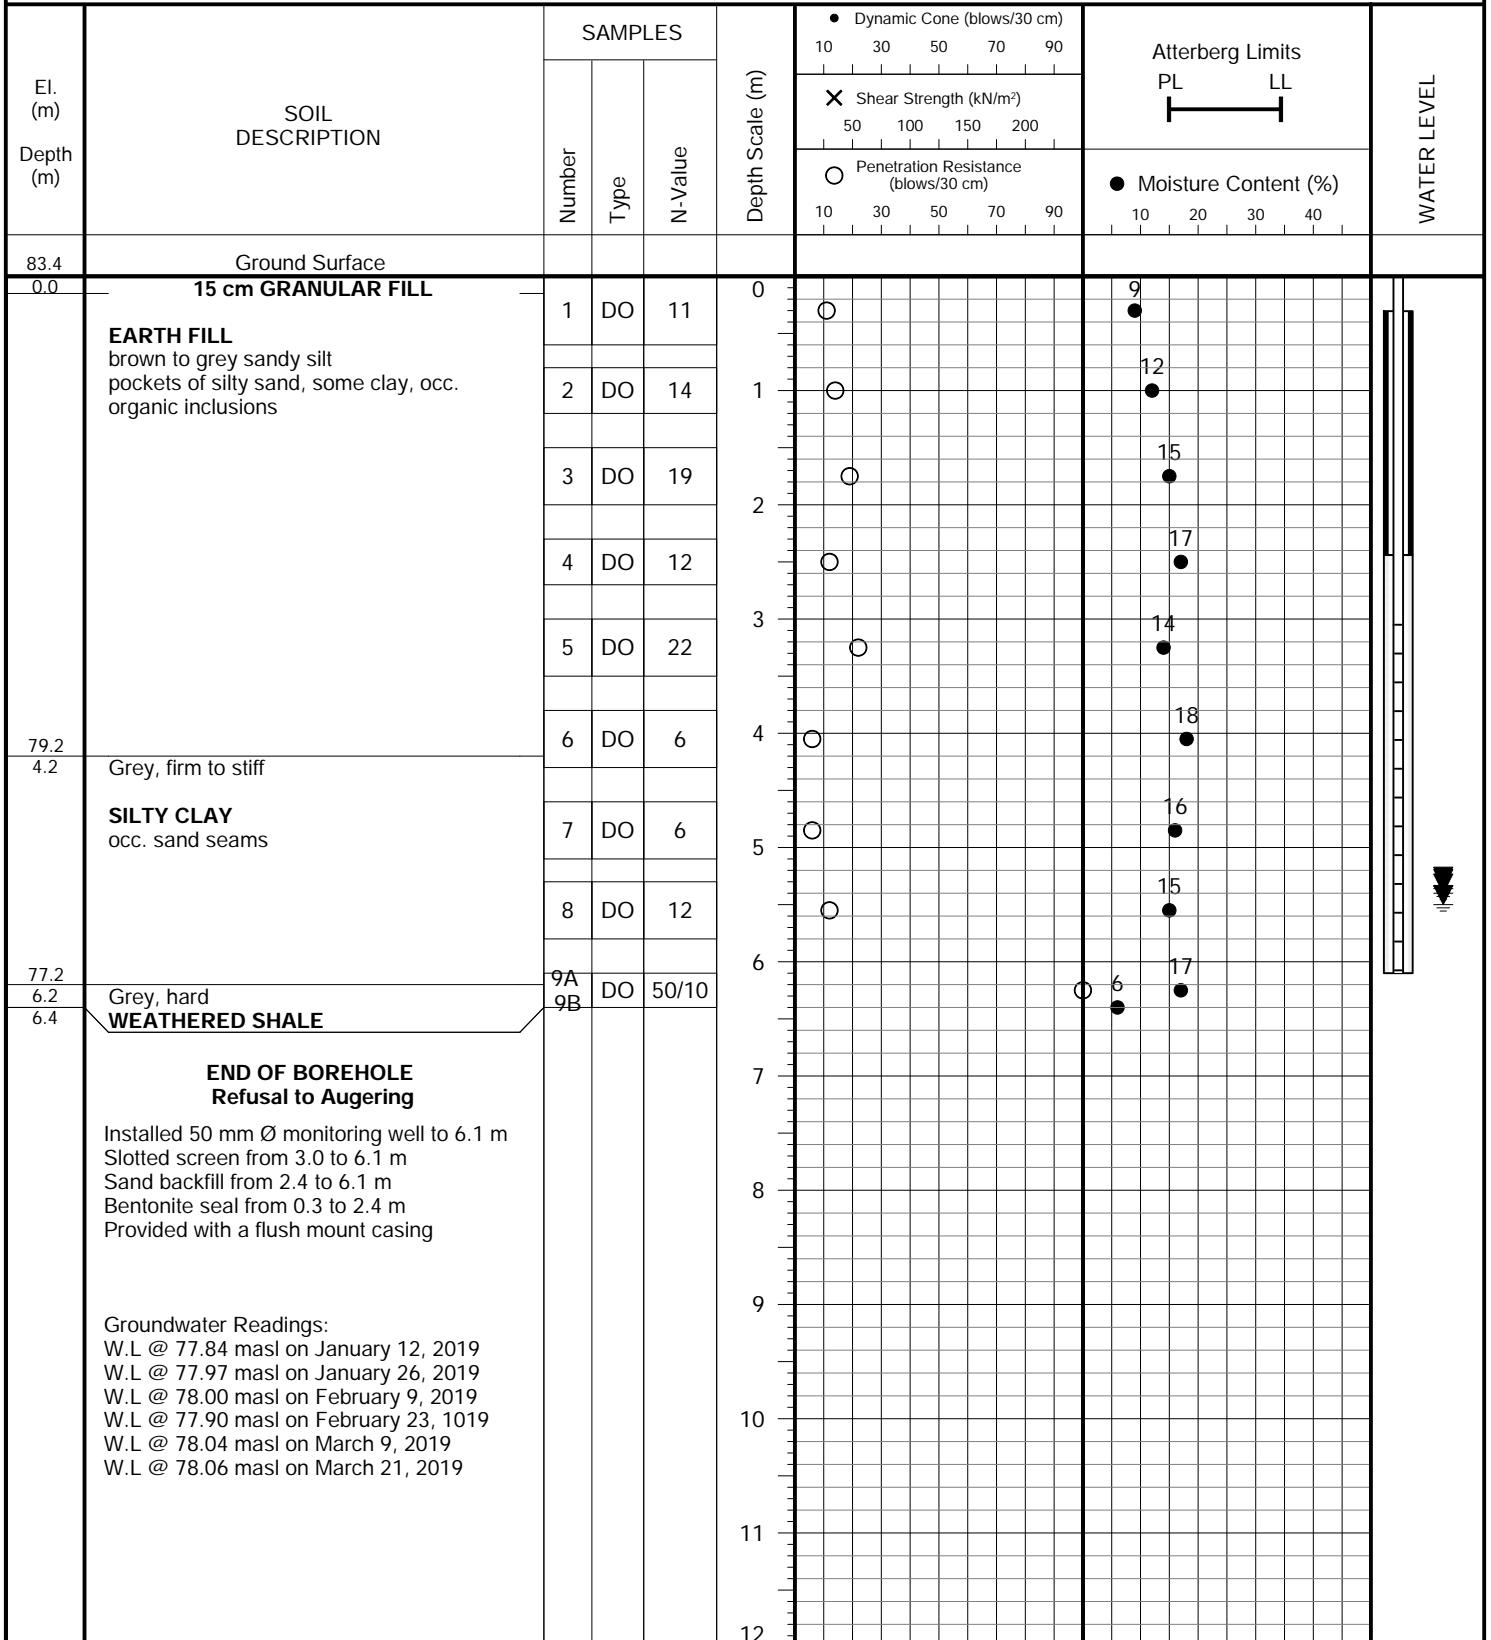 El.
(m)
Depth
(m)
SOIL
DESCRIPTION
SAMPLES
Number
Type
N-Value
Depth Scale (m)
Dynamic Cone (blows/30 cm)
10 30 50 70 90
Shear Strength (kN/m²)
50 100 150 200
Penetration Resistance
(blows/30 cm)
10 30 50 70 90
Atterberg Limits
PL LL
Moisture Content (%)
10 20 30 40
WATER LEVEL
83.4 Ground Surface
0.0 15 cm GRANULAR FILL
EARTH FILL
brown to grey sandy silt
pockets of silty sand, some clay, occ.
organic inclusions
79.2
4.2 Grey, firm to stiff
SILTY CLAY
occ. sand seams
77.2
6.2 Grey, hard
6.4 WEATHERED SHALE
END OF BOREHOLE
Refusal to Augering
Installed 50 mm Ø monitoring well to 6.1 m
Slotted screen from 3.0 to 6.1 m
Sand backfill from 2.4 to 6.1 m
Bentonite seal from 0.3 to 2.4 m
Provided with a flush mount casing
Groundwater Readings:
W.L @ 77.84 masl on January 12, 2019
W.L @ 77.97 masl on January 26, 2019
W.L @ 78.00 masl on February 9, 2019
W.L @ 77.90 masl on February 23, 1019
W.L @ 78.04 masl on March 9, 2019
W.L @ 78.06 masl on March 21, 2019
1 DO 11
2 DO 14
3 DO 19
4 DO 12
5 DO 22
6 DO 6
7 DO 6
8 DO 12
9A
9B DO 50/10
0
1
2
3
4
5
6
7
8
9
10
11
12
9
12
15
17
14
18
16
15
17
6